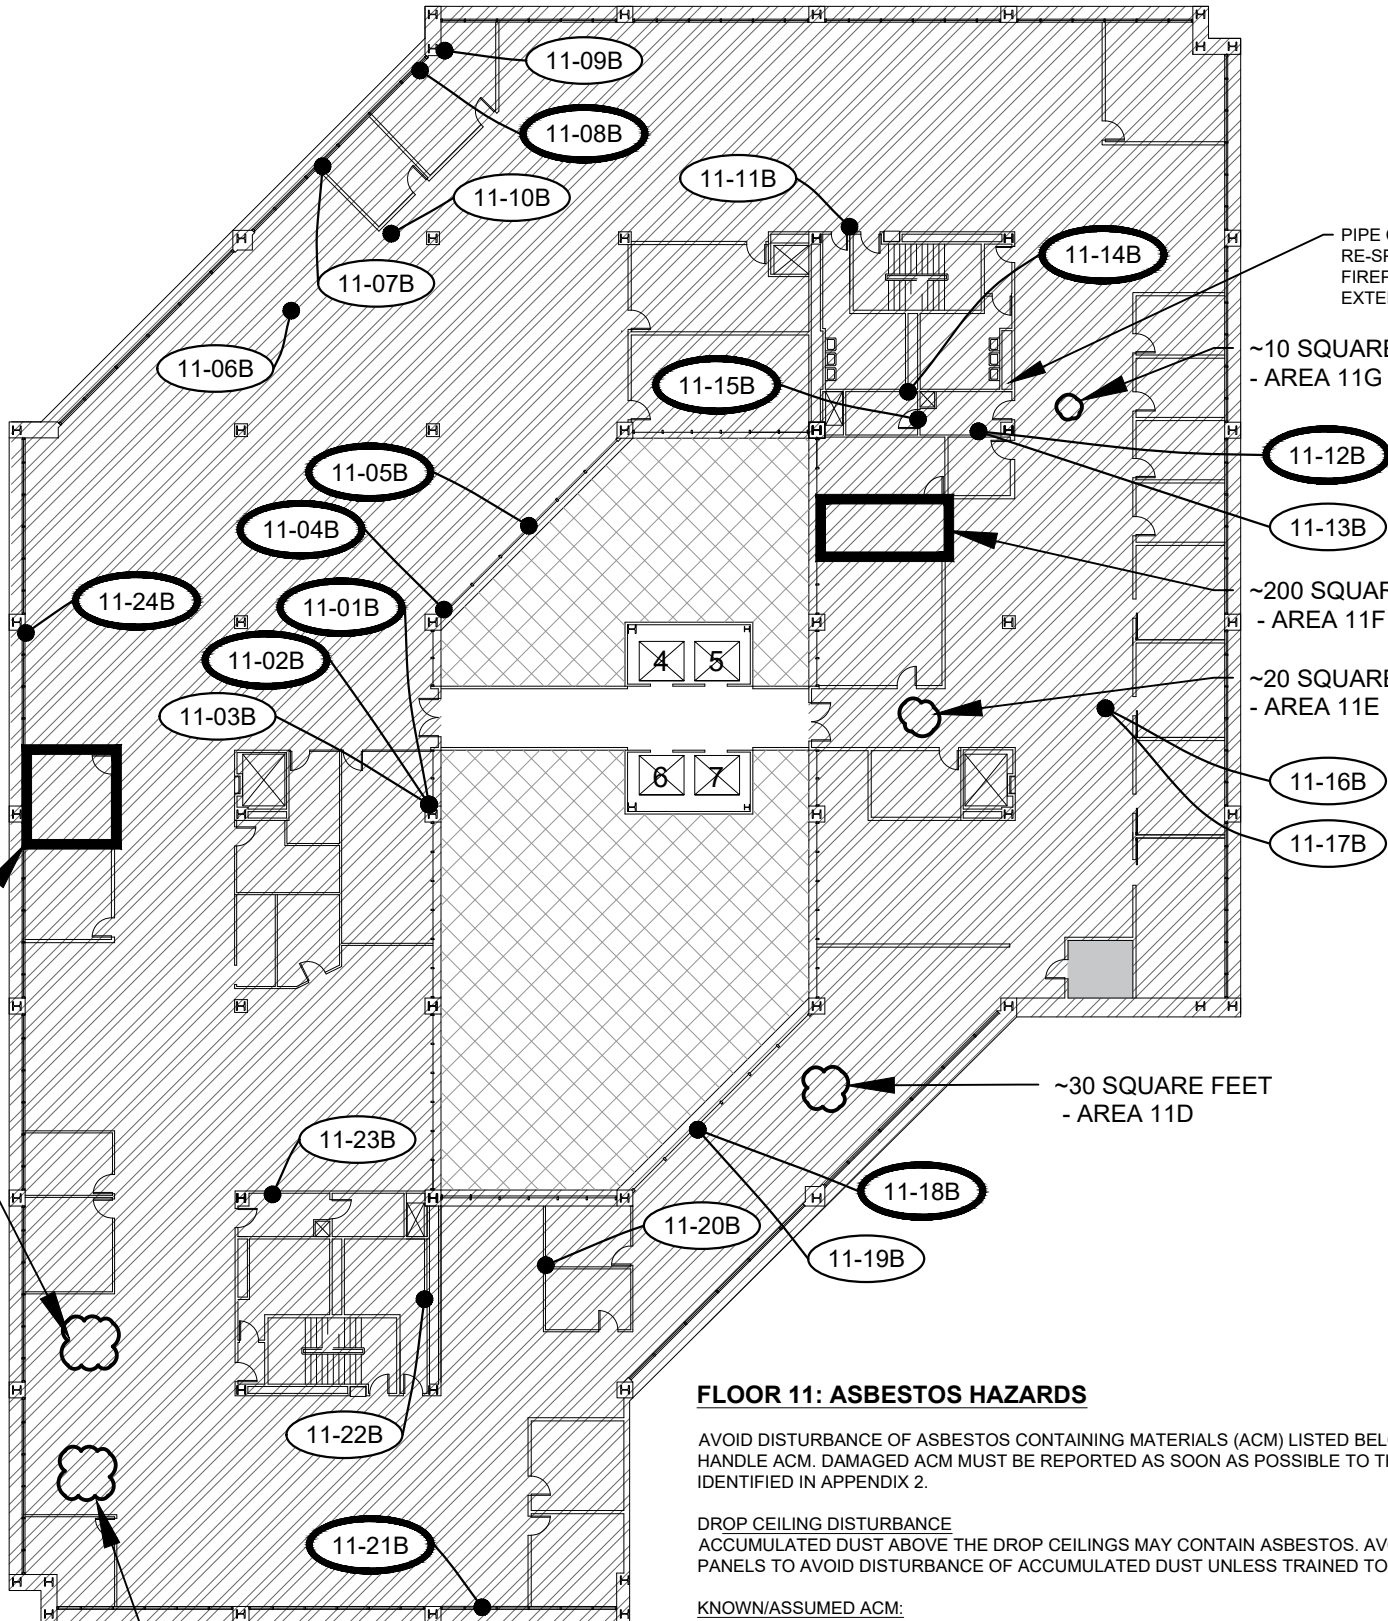 11-09B
11-08B
11-11B
11-10B
11-14B
PIPE
RE-
11-07B
11-06B
~10 SQUARE
- AREA 11G
11-15B
11-12B
11-05B
11-04B
11-13B
~200
- AREA 11F
11-24B
11-01B
11-02B
4 5
~20 SQUARE
- AREA 11E
11-03B
6 7
11-16B
11-17B
~30 SQUARE FEET
- AREA 11D
11-23B
11-18B
11-20B
11-19B
FLOOR 11: ASBESTOS HAZARDS
11-22B
AVOID DISTURBANCE OF ASBESTOS CONTAINING MATERIALS (ACM) LISTED
HANDLE ACM. DAMAGED ACM MUST BE REPORTED AS SOON AS POSSIBLE TO
IDENTIFIED IN APPENDIX 2.
DROP CEILING DISTURBANCE
11-21B
ACCUMULATED DUST ABOVE THE DROP CEILINGS MAY CONTAIN ASBESTOS.
PANELS TO AVOID DISTURBANCE OF ACCUMULATED DUST UNLESS TRAINED TO
KNOWN/ASSUMED ACM: